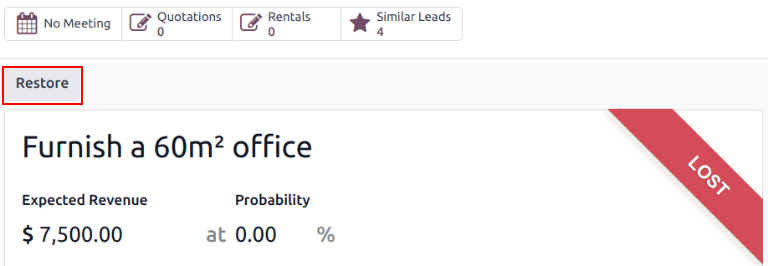 No Meeting
Quotations
0
Rentals
0
Similar Leads
4
Restore
LOST
Furnish a 60m² office
Expected Revenue
Probability
$ 7,500.00 at 0.00 %